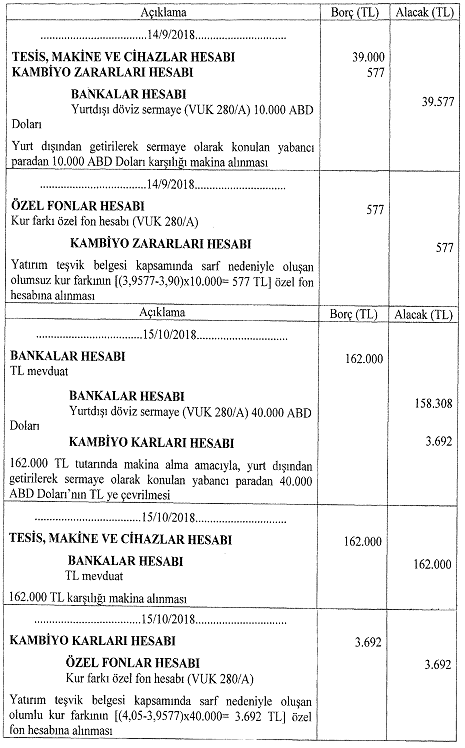 Açıklama Borç (TL) Alacak (TL)
.............................14/9/2018..............................
TESİS, MAKİNE VE CİHAZLAR HESABI 39.000
KAMBİYO ZARARLARI HESABI 577
BANKALAR HESABI
Yurtdışı döviz sermaye (VUK 280/A) 10.000 ABD 39.577
Doları
Yurt dışından getirilerek sermaye olarak konulan yabancı
paradan 10.000 ABD Doları karşılığı makina alınması
.............................14/9/2018..............................
ÖZEL FONLAR HESABI
Kur farkı özel fon hesabı (VUK 280/A) 577
KAMBİYO ZARARLARI HESABI 577
Yatırım teşvik belgesi kapsamında sarf nedeniyle oluşan
olumsuz kur farkının [(3,9577-3,90)x10.000= 577 TL] özel fon
hesabına alınması
Açıklama Borç (TL) Alacak (TL)
.............................15/10/2018..............................
BANKALAR HESABI 162.000
TL mevduat
BANKALAR HESABI 158.308
Yurtdışı döviz sermaye (VUK 280/A) 40.000 ABD
Doları
KAMBİYO KARLARI HESABI 3.692
162.000 TL tutarında makina alma amacıyla, yurt dışından
getirilerek sermaye olarak konulan yabancı paradan 40.000
ABD Doları'nın TL ye çevrilmesi
.............................15/10/2018..............................
TESİS, MAKİNE VE CİHAZLAR HESABI 162.000
BANKALAR HESABI 162.000
TL mevduat
162.000 TL karşılığı makina alınması
.............................15/10/2018..............................
KAMBİYO KARLARI HESABI 3.692
ÖZEL FONLAR HESABI 3.692
Kur farkı özel fon hesabı (VUK 280/A)
Yatırım teşvik belgesi kapsamında sarf nedeniyle oluşan
olumlu kur farkının [(4,05-3,9577)x40.000= 3.692 TL] özel
fon hesabına alınması